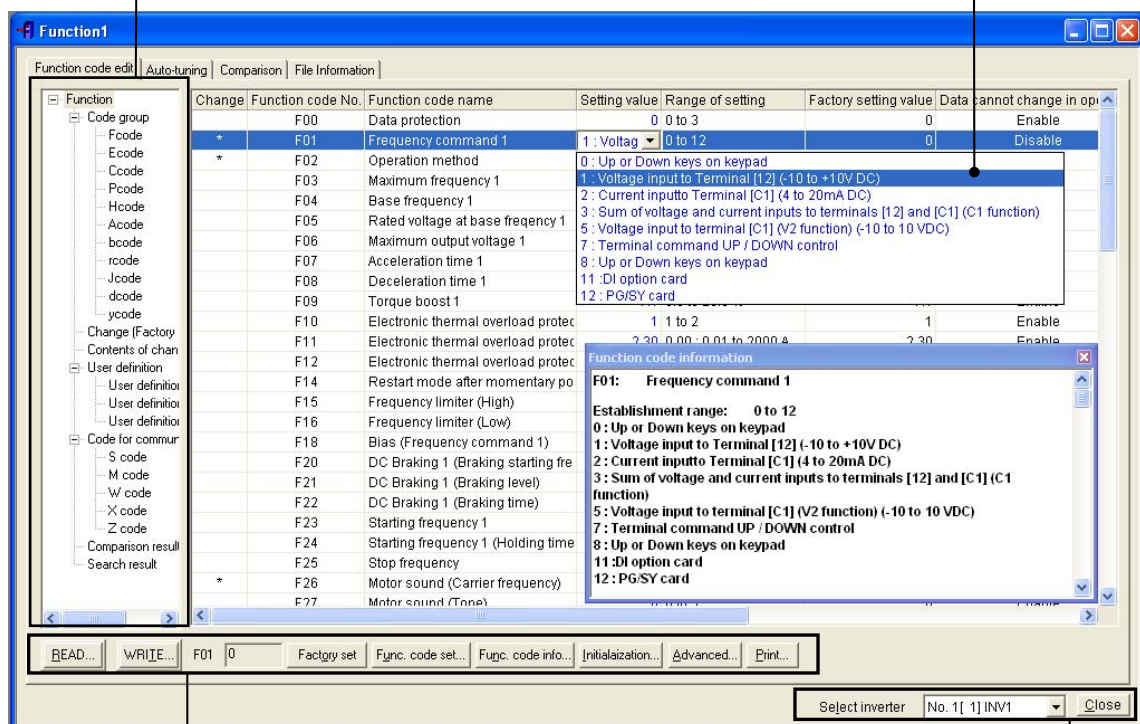 Function1
Function code edit Auto-tuning Comparison File Information
Function
Code group
Fcode
Ecode
Ccode
Pcode
Hcode
Acode
bcode
rcode
Jcode
dcode
ycode
Change (Factory
Contents of chan
User definition
User definition
User definition
User definition
Code for commun
S code
M code
W code
X code
Z code
Comparison result
Search result
Change Function code No. Function code name Setting value Range of setting Factory setting value Data cannot change in ope
F00 Data protection 0 0 to 3 0 Enable
* F01 Frequency command 1 1 : Voltag 0 to 12 0 Disable
* F02 Operation method
F03 Maximum frequency 1
F04 Base frequency 1
F05 Rated voltage at base freqency 1
F06 Maximum output voltage 1
F07 Acceleration time 1
F08 Deceleration time 1
F09 Torque boost 1
F10 Electronic thermal overload protec 1 1 to 2 1 Enable
F11 Electronic thermal overload protec 2.30 0.00 ; 0.01 to 2000 A 2.30 Enable
F12 Electronic thermal overload protec
F14 Restart mode after momentary po
F15 Frequency limiter (High)
F16 Frequency limiter (Low)
F18 Bias (Frequency command 1)
F20 DC Braking 1 (Braking starting fre
F21 DC Braking 1 (Braking level)
F22 DC Braking 1 (Braking time)
F23 Starting frequency 1
F24 Starting frequency 1 (Holding time
F25 Stop frequency
* F26 Motor sound (Carrier frequency)
F27 Motor sound (Tone)
0 : Up or Down keys on keypad
1 : Voltage input to Terminal [12] (-10 to +10V DC)
2 : Current inputto Terminal [C1] (4 to 20mA DC)
3 : Sum of voltage and current inputs to terminals [12] and [C1] (C1 function)
5 : Voltage input to terminal [C1] (V2 function) (-10 to 10 VDC)
7 : Terminal command UP / DOWN control
8 : Up or Down keys on keypad
11 :DI option card
12 : PG/SY card
Function code information
F01: Frequency command 1
Establishment range: 0 to 12
0 : Up or Down keys on keypad
1 : Voltage input to Terminal [12] (-10 to +10V DC)
2 : Current inputto Terminal [C1] (4 to 20mA DC)
3 : Sum of voltage and current inputs to terminals [12] and [C1] (C1
function)
5 : Voltage input to terminal [C1] (V2 function) (-10 to 10 VDC)
7 : Terminal command UP / DOWN control
8 : Up or Down keys on keypad
11 :DI option card
12 : PG/SY card
READ... WRITE... F01 0 Factory set Func. code set... Func. code info... Initialaization... Advanced... Print...
Select inverter No. 1[ 1] INV1 Close